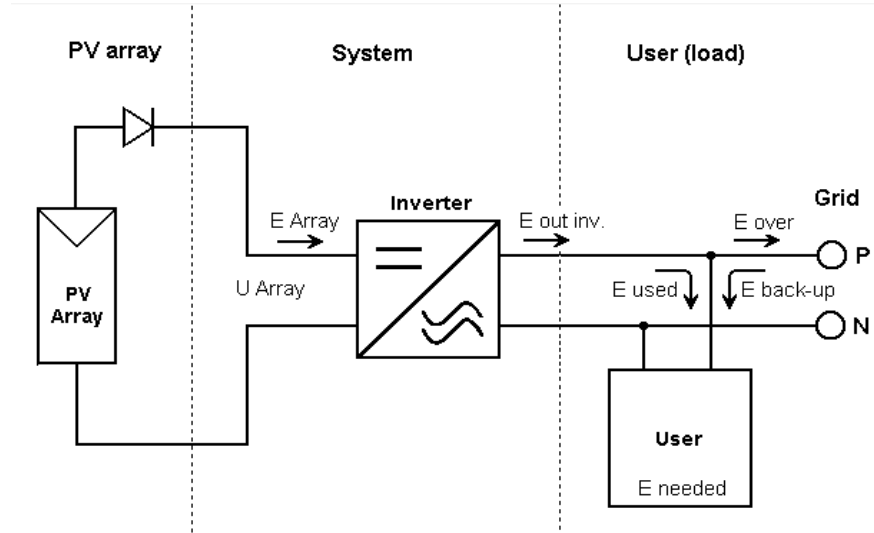 PV array
System
User (load)
Grid
Inverter
E Array
E out inv.
E over
P
U Array
E used
E back-up
PV
Array
N
User
E needed